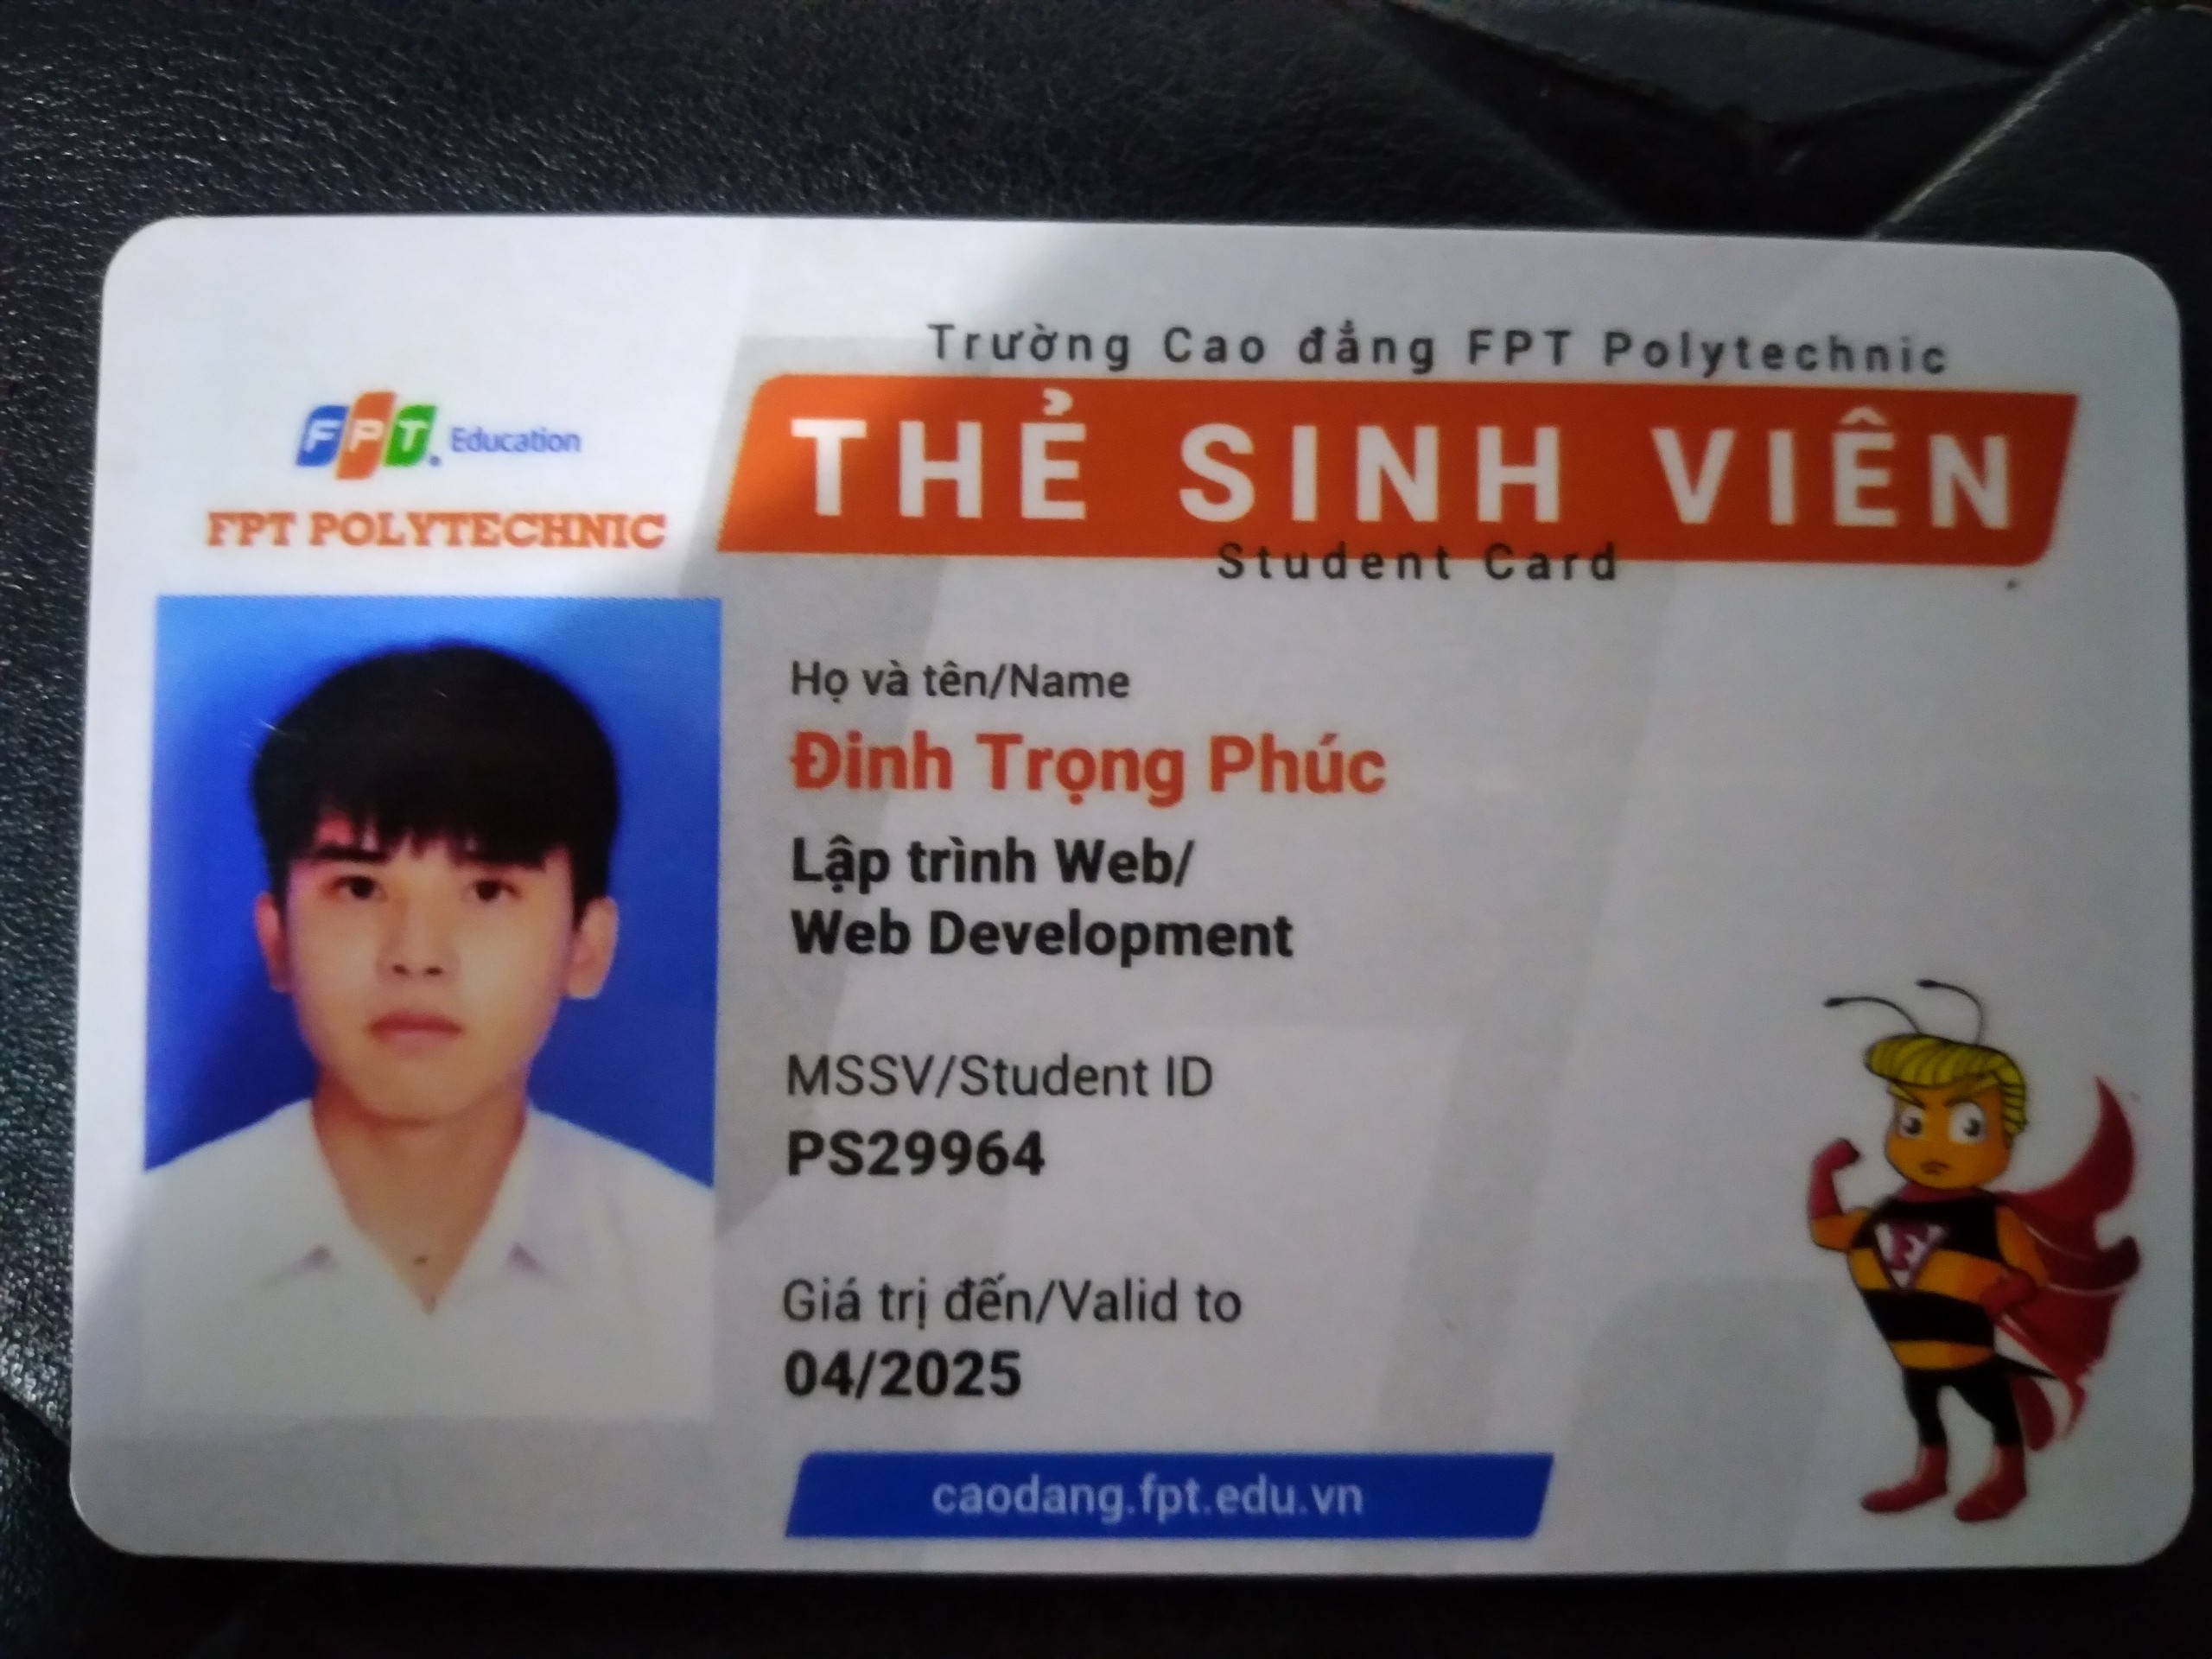 Trường Cao đẳng FPT Polytechnic
FPT Education
FPT POLYTECHNIC
THẺ SINH VIÊN
Student Card
Họ và tên/Name
Đinh Trọng Phúc
Lập trình Web/
Web Development
MSSV/Student ID
PS29964
Giá trị đến/Valid to
04/2025
caodang.fpt.edu.vn